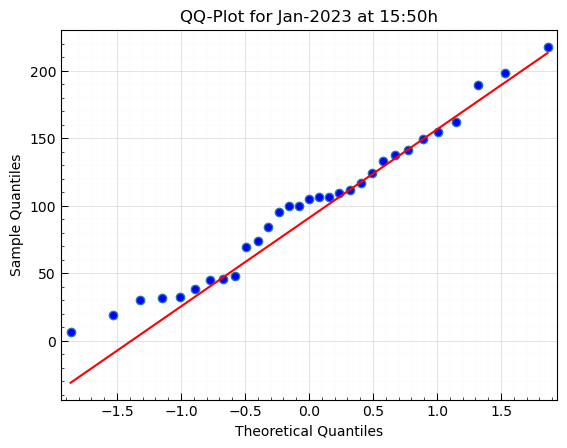 QQ-Plot for Jan-2023 at 15:50h
200
150
100
50
0
Sample Quantiles
−1.5 −1.0 −0.5 0.0 0.5 1.0 1.5
Theoretical Quantiles